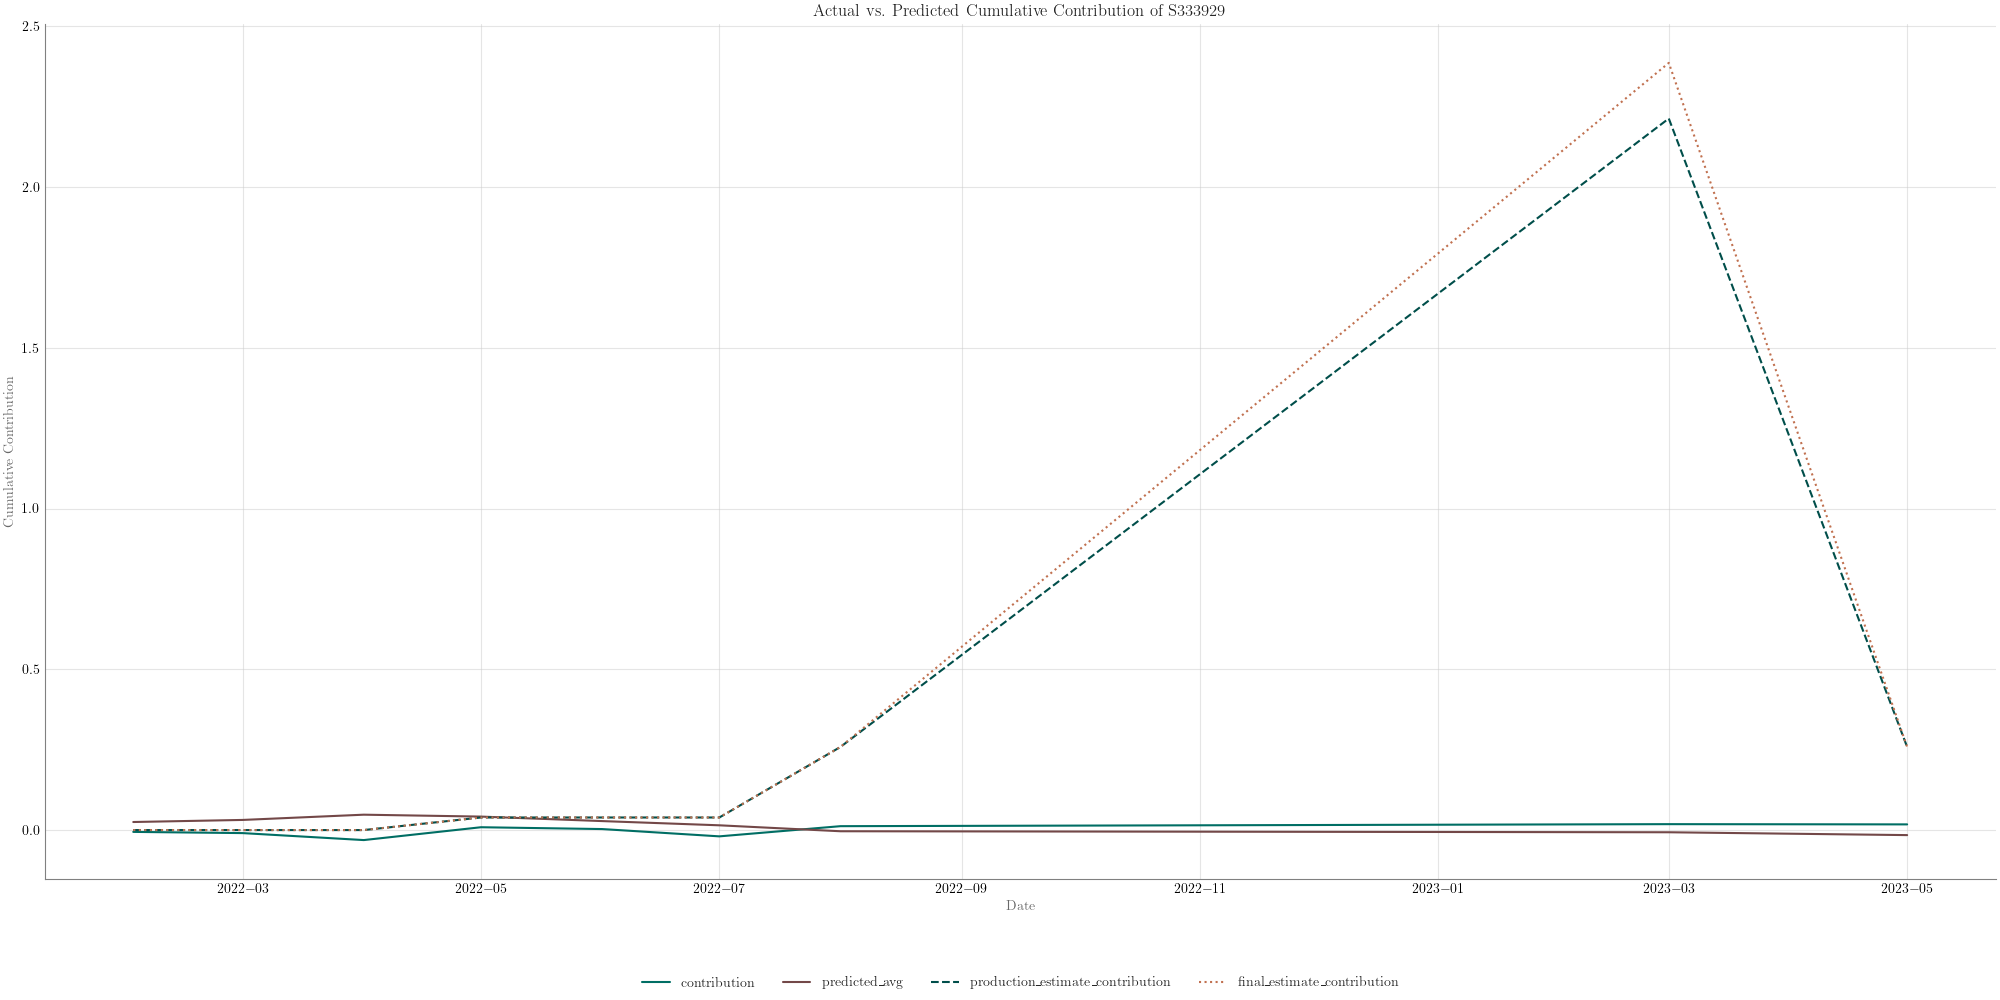 Actual vs. Predicted Cumulative Contribution of S333929
2.5
2.0
1.5
1.0
0.5
0.0
Cumulative Contribution
2022−03 2022−05 2022−07 2022−09 2022−11 2023−01 2023−03 2023−05
Date
contribution predicted_avg production_estimate_contribution final_estimate_contribution